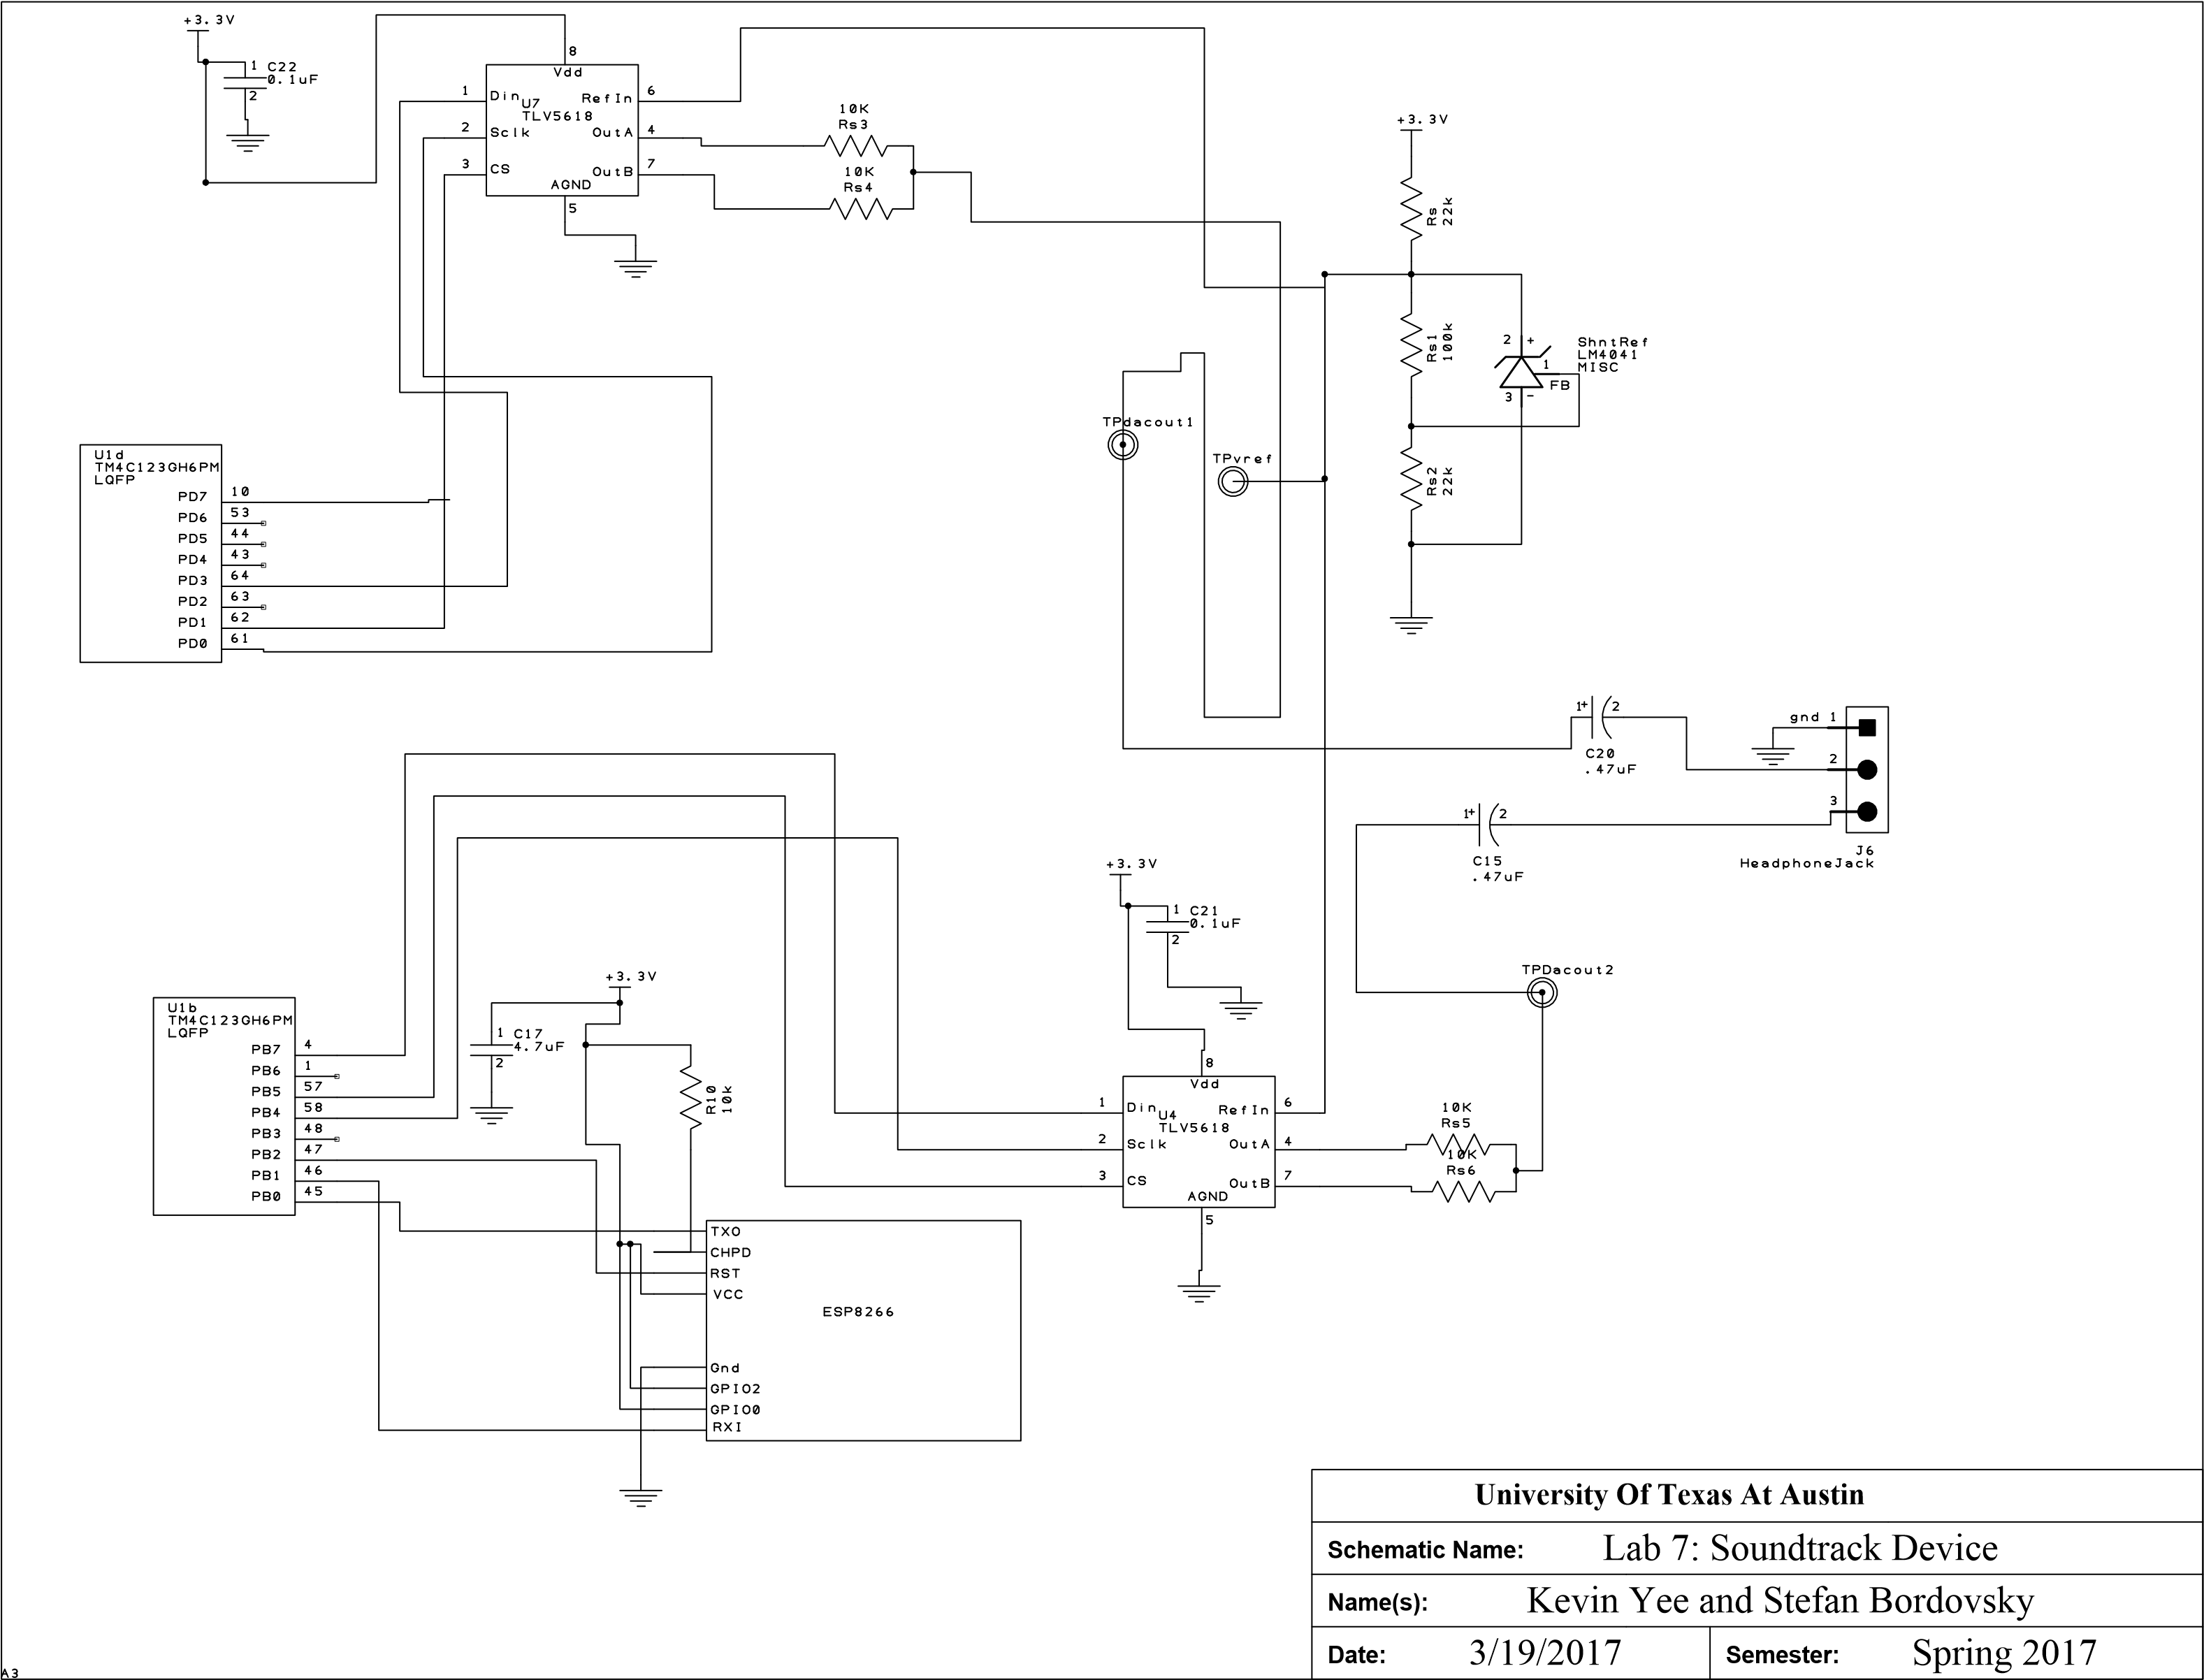 +3.3V
1 C22
0.1uF
2
8
Vdd
1 Din U7 RefIn 6
TLV5618
2 Sclk OutA 4
3 CS OutB 7
AGND
5
10K
Rs3
10K
Rs4
+3.3V
Rs
22k
Rs1
100k
2 +
1
FB
3 -
ShntRef
LM4041
MISC
Rs2
22k
TPdacout1
TPvref
U1d
TM4C123GH6PM
LQFP
PD7 10
PD6 53
PD5 44
PD4 43
PD3 64
PD2 63
PD1 62
PD0 61
1+ 2
C20
.47uF
gnd 1
2
3
J6
HeadphoneJack
1+ 2
C15
.47uF
+3.3V
1 C21
0.1uF
2
TPDacout2
+3.3V
1 C17
4.7uF
2
R10
10k
U1b
TM4C123GH6PM
LQFP
PB7 4
PB6 1
PB5 57
PB4 58
PB3 48
PB2 47
PB1 46
PB0 45
8
Vdd
1 Din U4 RefIn 6
TLV5618
2 Sclk OutA 4
3 CS OutB 7
AGND
5
10K
Rs5
10K
Rs6
TXO
CHPD
RST
VCC
ESP8266
Gnd
GPIO2
GPIO0
RXI
University Of Texas At Austin
Schematic Name: Lab 7: Soundtrack Device
Name(s): Kevin Yee and Stefan Bordovsky
Date: 3/19/2017 Semester: Spring 2017
A3